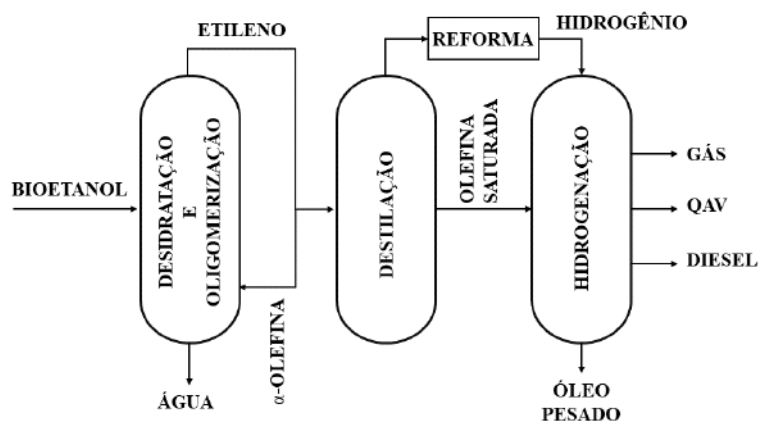 ETILENO
HIDROGÊNIO
REFORMA
BIOETANOL
DESIDRATAÇÃO
E
OLIGOMERIZAÇÃO
DESTILAÇÃO
OLEFINA
SATURADA
HIDROGENAÇÃO
GÁS
QAV
DIESEL
α-OLEFINA
ÁGUA
ÓLEO
PESADO